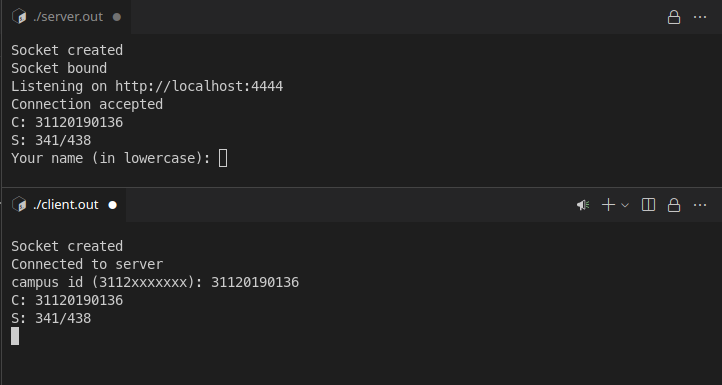 ./server.out
Socket created
Socket bound
Listening on http://localhost:4444
Connection accepted
C: 31120190136
S: 341/438
Your name (in lowercase):
./client.out
Socket created
Connected to server
campus id (3112xxxxxxx): 31120190136
C: 31120190136
S: 341/438